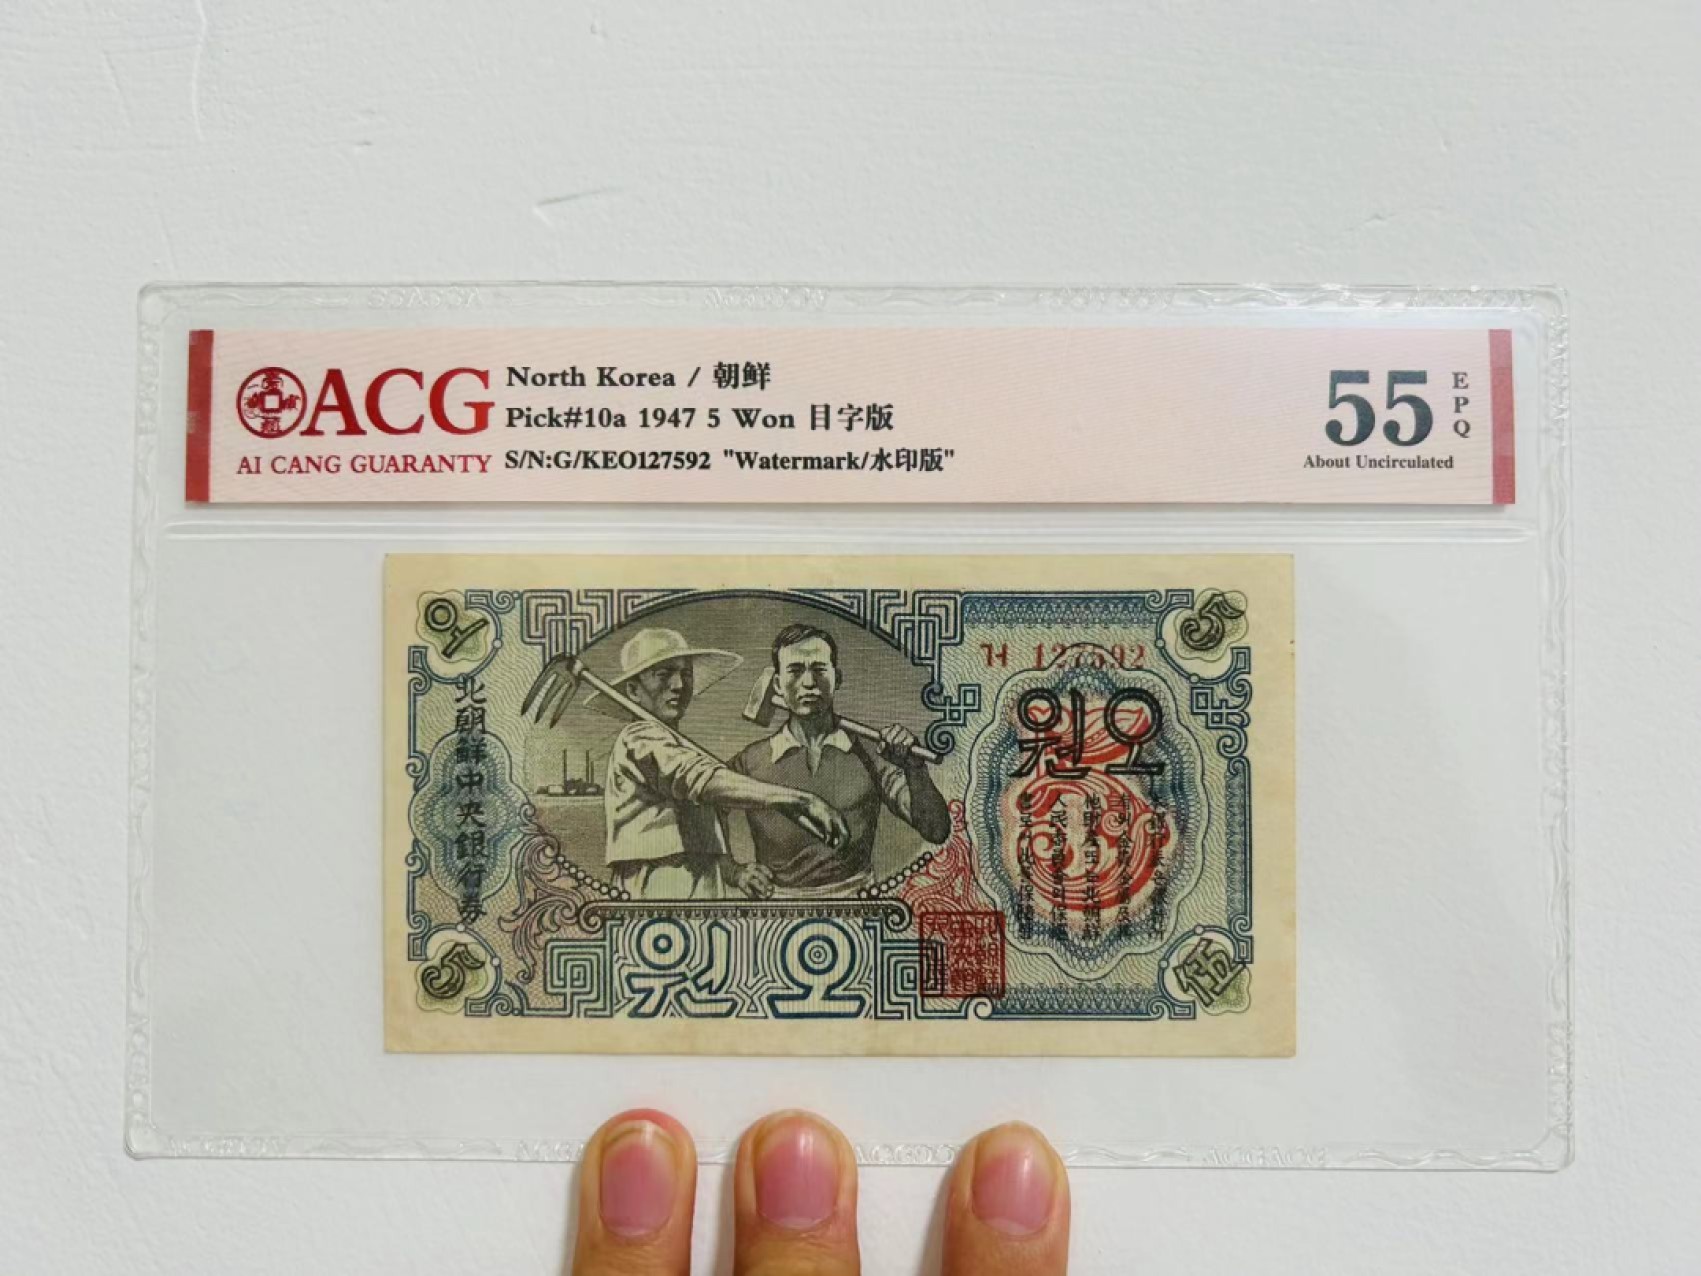 ACG
AI CANG GUARANTY
North Korea / 朝鲜
Pick#10a 1947 5 Won 目字版
S/N:G/KEO127592 "Watermark/水印版"
55
EPQ
About Uncirculated
오
5
北朝鮮中央銀行券
거 127592
원오
원오
5
伍